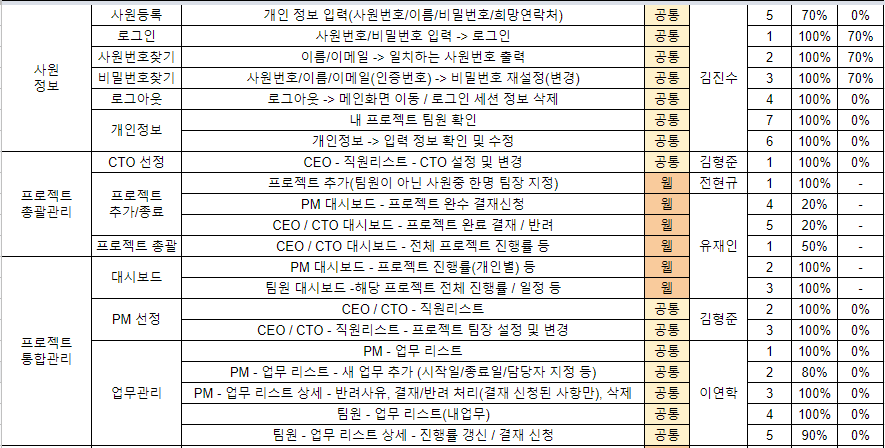 사원등록 개인 정보 입력(사원번호/이름/비밀번호/희망연락처) 공통 5 70% 0%
로그인 사원번호/비밀번호 입력 -> 로그인 공통 1 100% 70%
사원번호찾기 이름/이메일 -> 일치하는 사원번호 출력 공통 2 100% 70%
사원
정보
비밀번호찾기 사원번호/이름/이메일(인증번호) -> 비밀번호 재설정(변경) 공통 김진수 3 100% 70%
로그아웃 로그아웃 -> 메인화면 이동 / 로그인 세션 정보 삭제 공통 4 100% 0%
개인정보 내 프로젝트 팀원 확인 공통 7 100% 0%
개인정보 -> 입력 정보 확인 및 수정 공통 6 100% 0%
CTO 선정 CEO - 직원리스트 - CTO 설정 및 변경 공통 김형준 1 100% 0%
프로젝트
총괄관리
프로젝트
추가/종료
프로젝트 추가(팀원이 아닌 사원중 한명 팀장 지정) 웹 전현규 1 100% -
PM 대시보드 - 프로젝트 완수 결재신청 웹 4 20% -
CEO / CTO 대시보드 - 프로젝트 완료 결재 / 반려 웹 5 20% -
프로젝트 총괄 CEO / CTO 대시보드 - 전체 프로젝트 진행률 등 웹 유재인 1 50% -
프로젝트
통합관리
대시보드 PM 대시보드 - 프로젝트 진행률(개인별) 등 웹 2 100% -
팀원 대시보드 -해당 프로젝트 전체 진행률 / 일정 등 웹 3 100% -
PM 선정 CEO / CTO - 직원리스트 공통 김형준 2 100% 0%
CEO / CTO - 직원리스트 - 프로젝트 팀장 설정 및 변경 공통 3 100% 0%
업무관리 PM - 업무 리스트 공통 이연학 1 100% 0%
PM - 업무 리스트 - 새 업무 추가 (시작일/종료일/담당자 지정 등) 공통 2 80% 0%
PM - 업무 리스트 상세 - 반려사유, 결재/반려 처리(결재 신청된 사항만), 삭제 공통 3 100% 0%
팀원 - 업무 리스트(내업무) 공통 4 100% 0%
팀원 - 업무 리스트 상세 - 진행률 갱신 / 결재 신청 공통 5 90% 0%